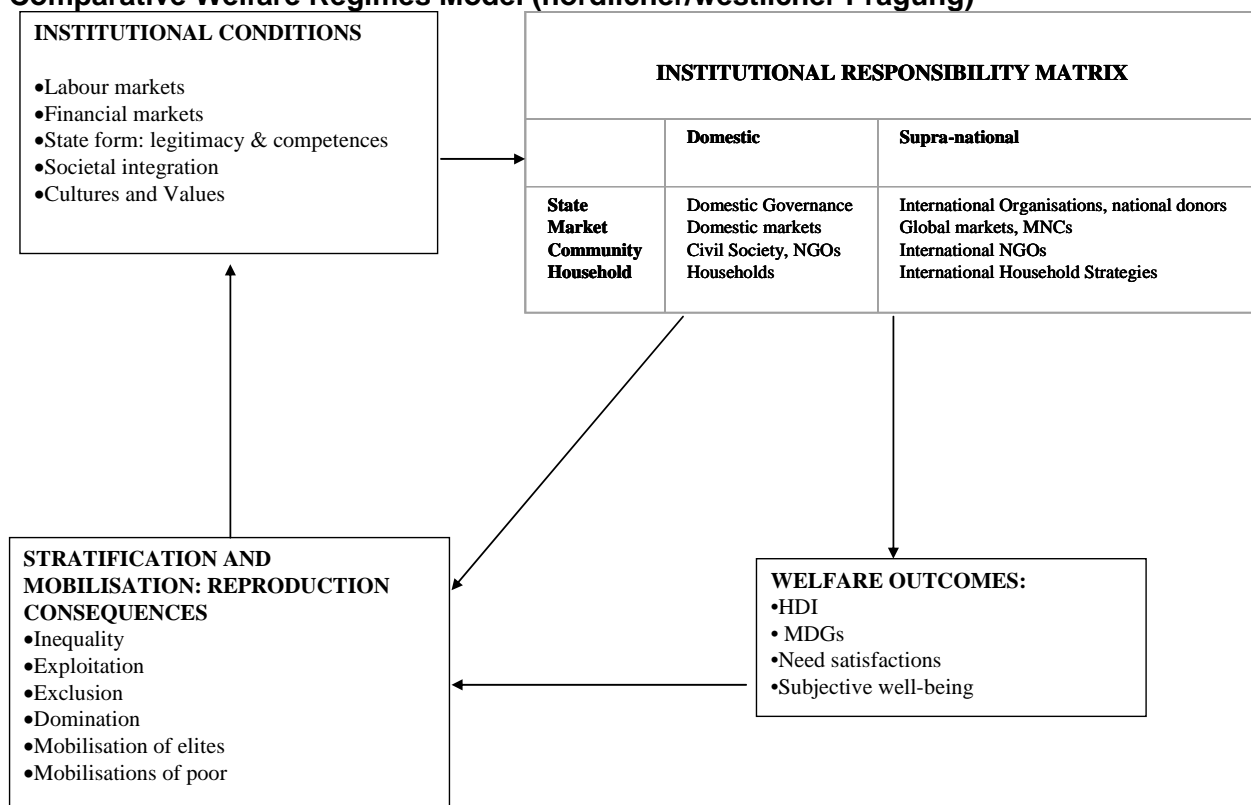 Comparative Welfare Regimes Model (nördlicher/westlicher Prägung)
INSTITUTIONAL CONDITIONS
•Labour markets
•Financial markets
•State form: legitimacy & competences
•Societal integration
•Cultures and Values
INSTITUTIONAL RESPONSIBILITY MATRIX
Domestic Supra-national
State Domestic Governance International Organisations, national donors
Market Domestic markets Global markets, MNCs
Community Civil Society, NGOs International NGOs
Household Households International Household Strategies
STRATIFICATION AND
MOBILISATION: REPRODUCTION
CONSEQUENCES
•Inequality
•Exploitation
•Exclusion
•Domination
•Mobilisation of elites
•Mobilisations of poor
WELFARE OUTCOMES:
•HDI
• MDGs
•Need satisfactions
•Subjective well-being